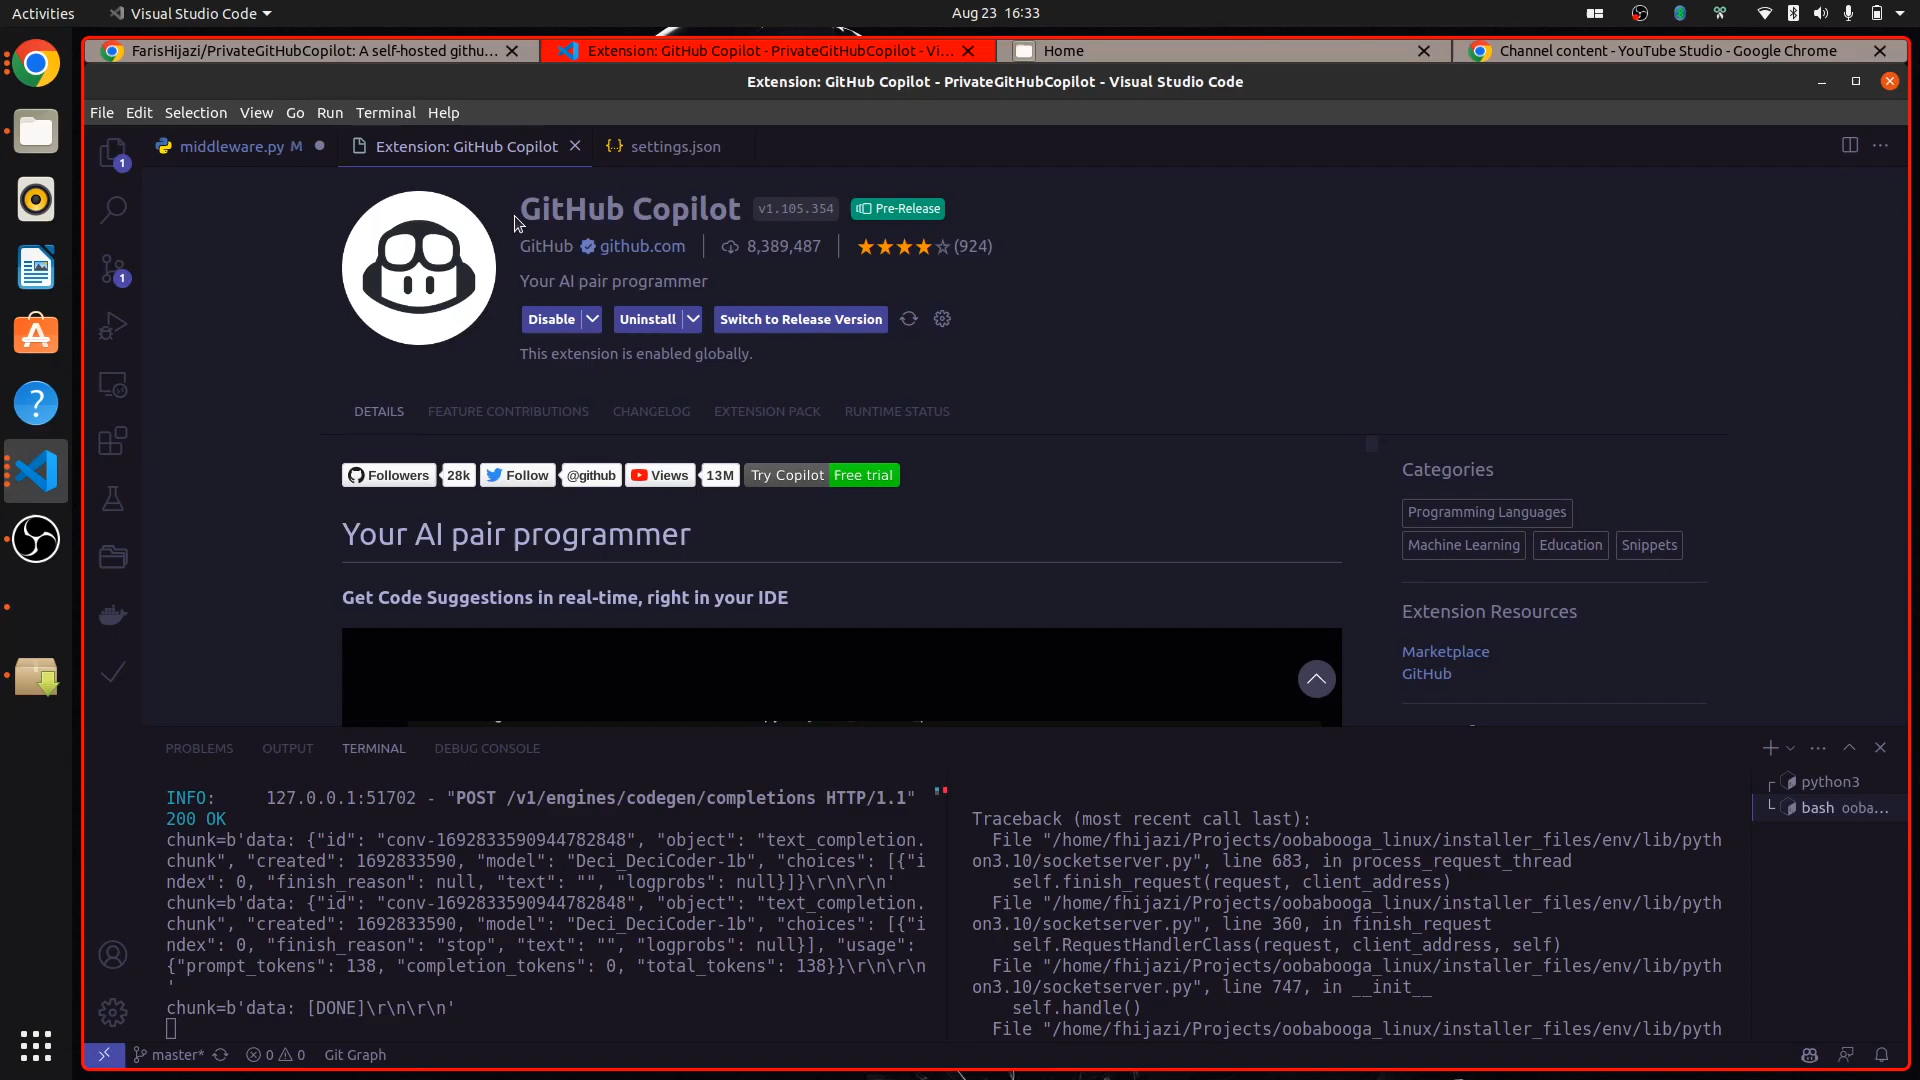 Activities
Visual Studio Code
Aug 23 16:33
FarisHijazi/PrivateGitHubCopilot: A self-hosted githu...
Extension: GitHub Copilot - PrivateGitHubCopilot - Vi...
Home
Channel content - YouTube Studio - Google Chrome
Extension: GitHub Copilot - PrivateGitHubCopilot - Visual Studio Code
File Edit Selection View Go Run Terminal Help
middleware.py M
Extension: GitHub Copilot
settings.json
1
1
GitHub Copilot v1.105.354 Pre-Release
GitHub github.com 8,389,487 (924)
Your AI pair programmer
Disable Uninstall Switch to Release Version
This extension is enabled globally.
DETAILS FEATURE CONTRIBUTIONS CHANGELOG EXTENSION PACK RUNTIME STATUS
Followers 28k Follow @github Views 13M Try Copilot Free trial
Your AI pair programmer
Get Code Suggestions in real-time, right in your IDE
Categories
Programming Languages
Machine Learning Education Snippets
Extension Resources
Marketplace
GitHub
PROBLEMS OUTPUT TERMINAL DEBUG CONSOLE
INFO: 127.0.0.1:51702 - "POST /v1/engines/codegen/completions HTTP/1.1"
200 OK
chunk=b'data: {"id": "conv-1692833590944782848", "object": "text_completion.
chunk", "created": 1692833590, "model": "Deci_DeciCoder-1b", "choices": [{"i
ndex": 0, "finish_reason": null, "text": "", "logprobs": null}]}\r\n\r\n'
chunk=b'data: {"id": "conv-1692833590944782848", "object": "text_completion.
chunk", "created": 1692833590, "model": "Deci_DeciCoder-1b", "choices": [{"i
ndex": 0, "finish_reason": "stop", "text": "", "logprobs": null}], "usage":
{"prompt_tokens": 138, "completion_tokens": 0, "total_tokens": 138}}\r\n\r\n
'
chunk=b'data: [DONE]\r\n\r\n'
Traceback (most recent call last):
File "/home/fhijazi/Projects/oobabooga_linux/installer_files/env/lib/pyth
on3.10/socketserver.py", line 683, in process_request_thread
self.finish_request(request, client_address)
File "/home/fhijazi/Projects/oobabooga_linux/installer_files/env/lib/pyth
on3.10/socketserver.py", line 360, in finish_request
self.RequestHandlerClass(request, client_address, self)
File "/home/fhijazi/Projects/oobabooga_linux/installer_files/env/lib/pyth
on3.10/socketserver.py", line 747, in __init__
self.handle()
File "/home/fhijazi/Projects/oobabooga_linux/installer_files/env/lib/pyth
python3
bash ooba...
master* 0 0 Git Graph